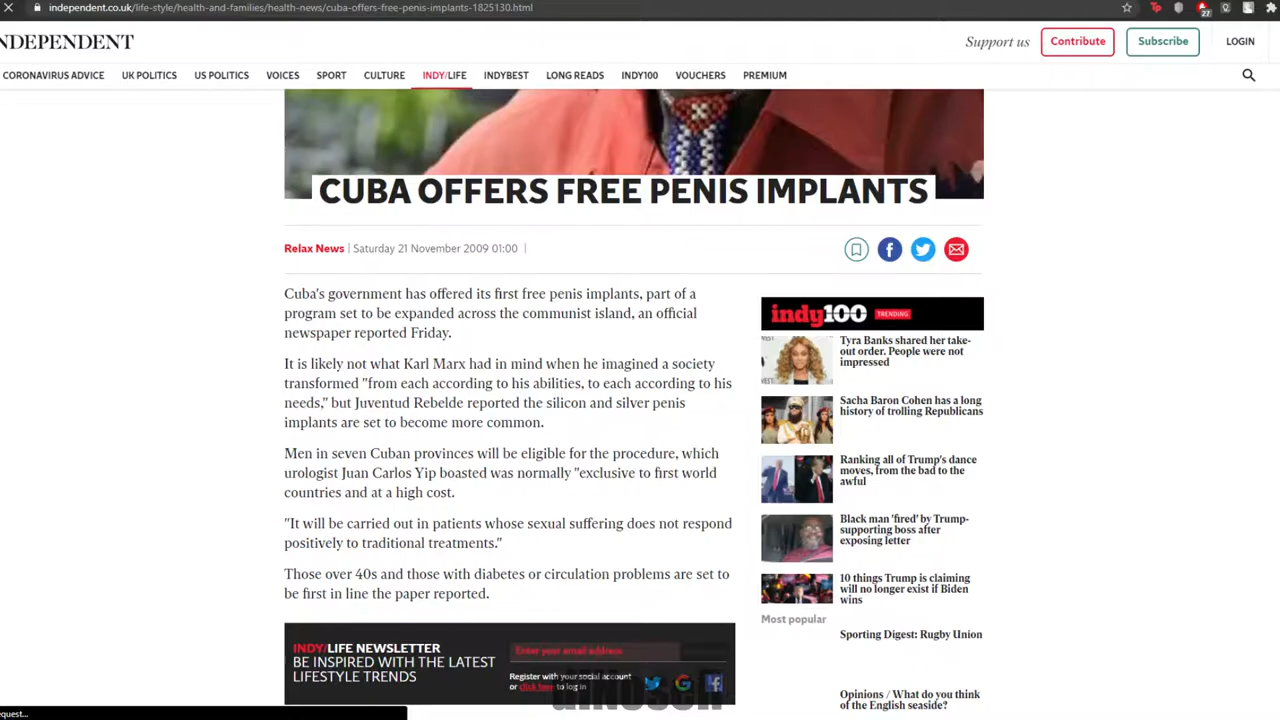 independent.co.uk/life-style/health-and-families/health-news/cuba-offers-free-penis-implants-1825130.html
27
NDEPENDENT
Support us
Contribute
Subscribe
LOGIN
CORONAVIRUS ADVICE UK POLITICS US POLITICS VOICES SPORT CULTURE INDY/LIFE INDYBEST LONG READS INDY100 VOUCHERS PREMIUM
CUBA OFFERS FREE PENIS IMPLANTS
Relax News | Saturday 21 November 2009 01:00 |
Cuba's government has offered its first free penis implants, part of a
program set to be expanded across the communist island, an official
newspaper reported Friday.
It is likely not what Karl Marx had in mind when he imagined a society
transformed "from each according to his abilities, to each according to his
needs," but Juventud Rebelde reported the silicon and silver penis
implants are set to become more common.
Men in seven Cuban provinces will be eligible for the procedure, which
urologist Juan Carlos Yip boasted was normally "exclusive to first world
countries and at a high cost.
"It will be carried out in patients whose sexual suffering does not respond
positively to traditional treatments."
Those over 40s and those with diabetes or circulation problems are set to
be first in line the paper reported.
INDY/LIFE NEWSLETTER
BE INSPIRED WITH THE LATEST
LIFESTYLE TRENDS
Enter your email address
Register with your social account
or click here to log in
indy100 TRENDING
Tyra Banks shared her take-
out order. People were not
impressed
Sacha Baron Cohen has a long
history of trolling Republicans
Ranking all of Trump's dance
moves, from the bad to the
awful
Black man 'fired' by Trump-
supporting boss after
exposing letter
10 things Trump is claiming
will no longer exist if Biden
wins
Most popular
Sporting Digest: Rugby Union
Opinions / What do you think
of the English seaside?
equest...